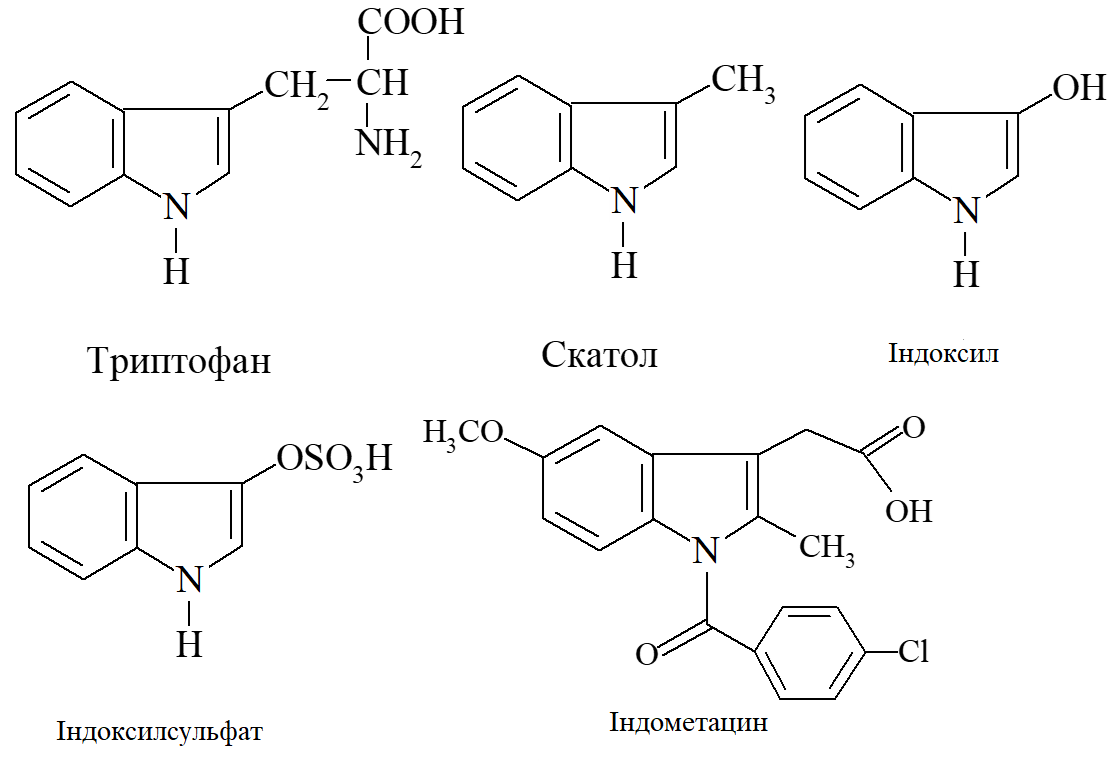 COOH
CH2 CH
NH2
N
H
Триптофан
CH3
N
H
Скатол
OH
N
H
Індоксил
OSO3H
N
H
Індоксилсульфат
H3CO
O
OH
CH3
N
O
Cl
Індометацин